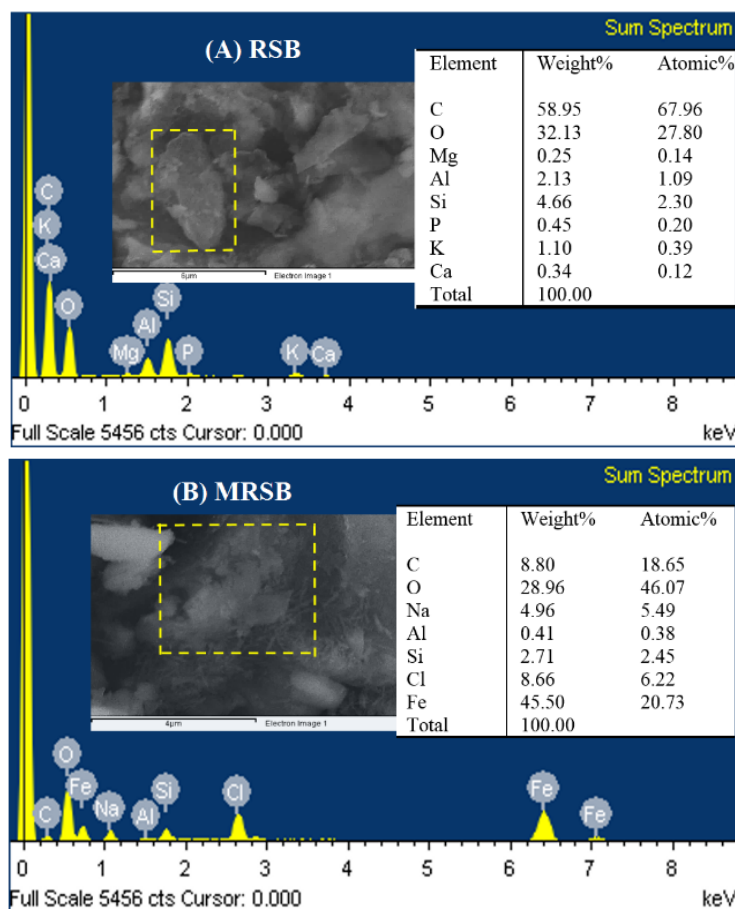 Sum Spectrum
(A) RSB
Element Weight% Atomic%
C 58.95 67.96
O 32.13 27.80
Mg 0.25 0.14
Al 2.13 1.09
Si 4.66 2.30
P 0.45 0.20
K 1.10 0.39
Ca 0.34 0.12
Total 100.00
6µm Electron Image 1
C
K
Ca
O
Mg
Al
Si
P
K
Ca
0 1 2 3 4 5 6 7 8
Full Scale 5456 cts Cursor: 0.000 keV
Sum Spectrum
(B) MRSB
Element Weight% Atomic%
C 8.80 18.65
O 28.96 46.07
Na 4.96 5.49
Al 0.41 0.38
Si 2.71 2.45
Cl 8.66 6.22
Fe 45.50 20.73
Total 100.00
4µm Electron Image 1
C
O
Fe
Na
Al
Si
Cl
Fe
Fe
0 1 2 3 4 5 6 7 8
Full Scale 5456 cts Cursor: 0.000 keV